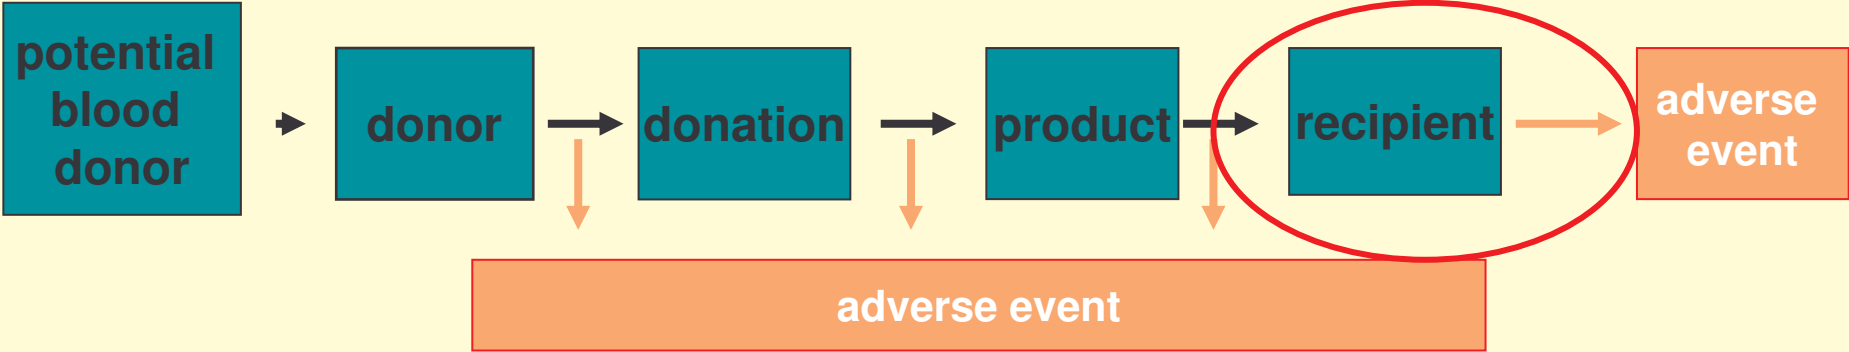 potential
blood
donor
donor
donation
product
recipient
adverse
event
adverse event